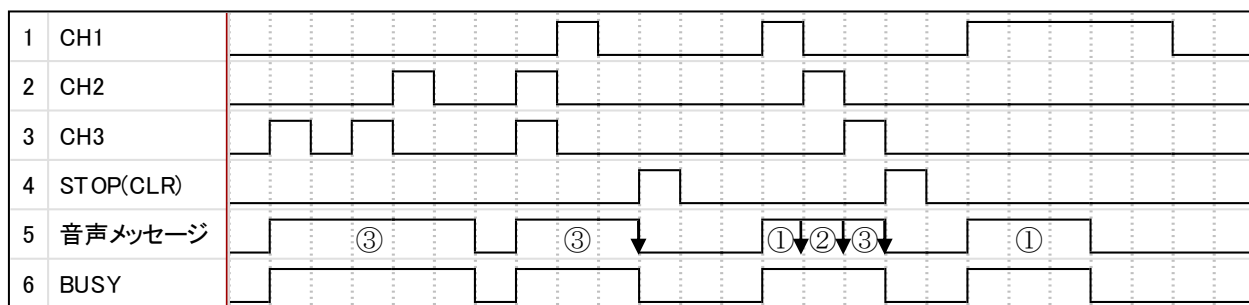 1 CH1
2 CH2
3 CH3
4 STOP(CLR)
5 音声メッセージ ③ ③ ① ② ③ ①
6 BUSY